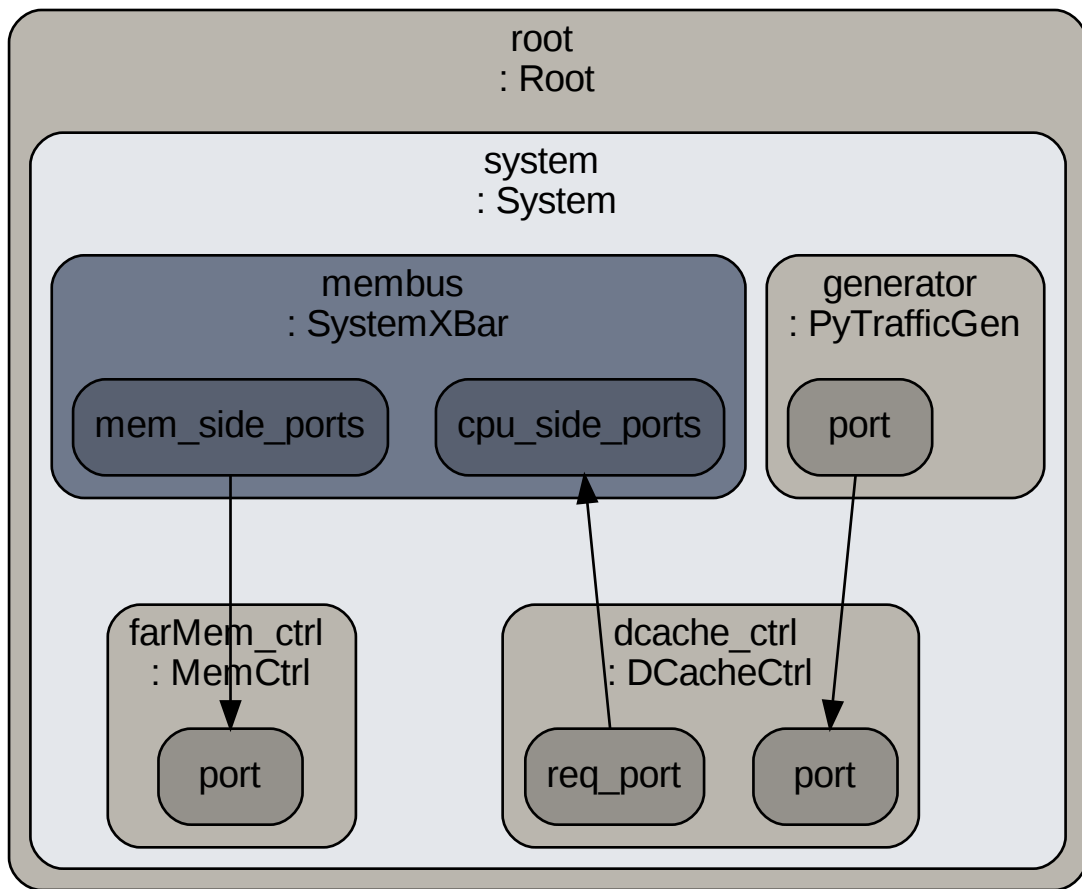 root
: Root
system
: System
membus
: SystemXBar
generator
: PyTrafficGen
mem_side_ports
cpu_side_ports
port
farMem_ctrl
: MemCtrl
dcache_ctrl
: DCacheCtrl
port
req_port
port